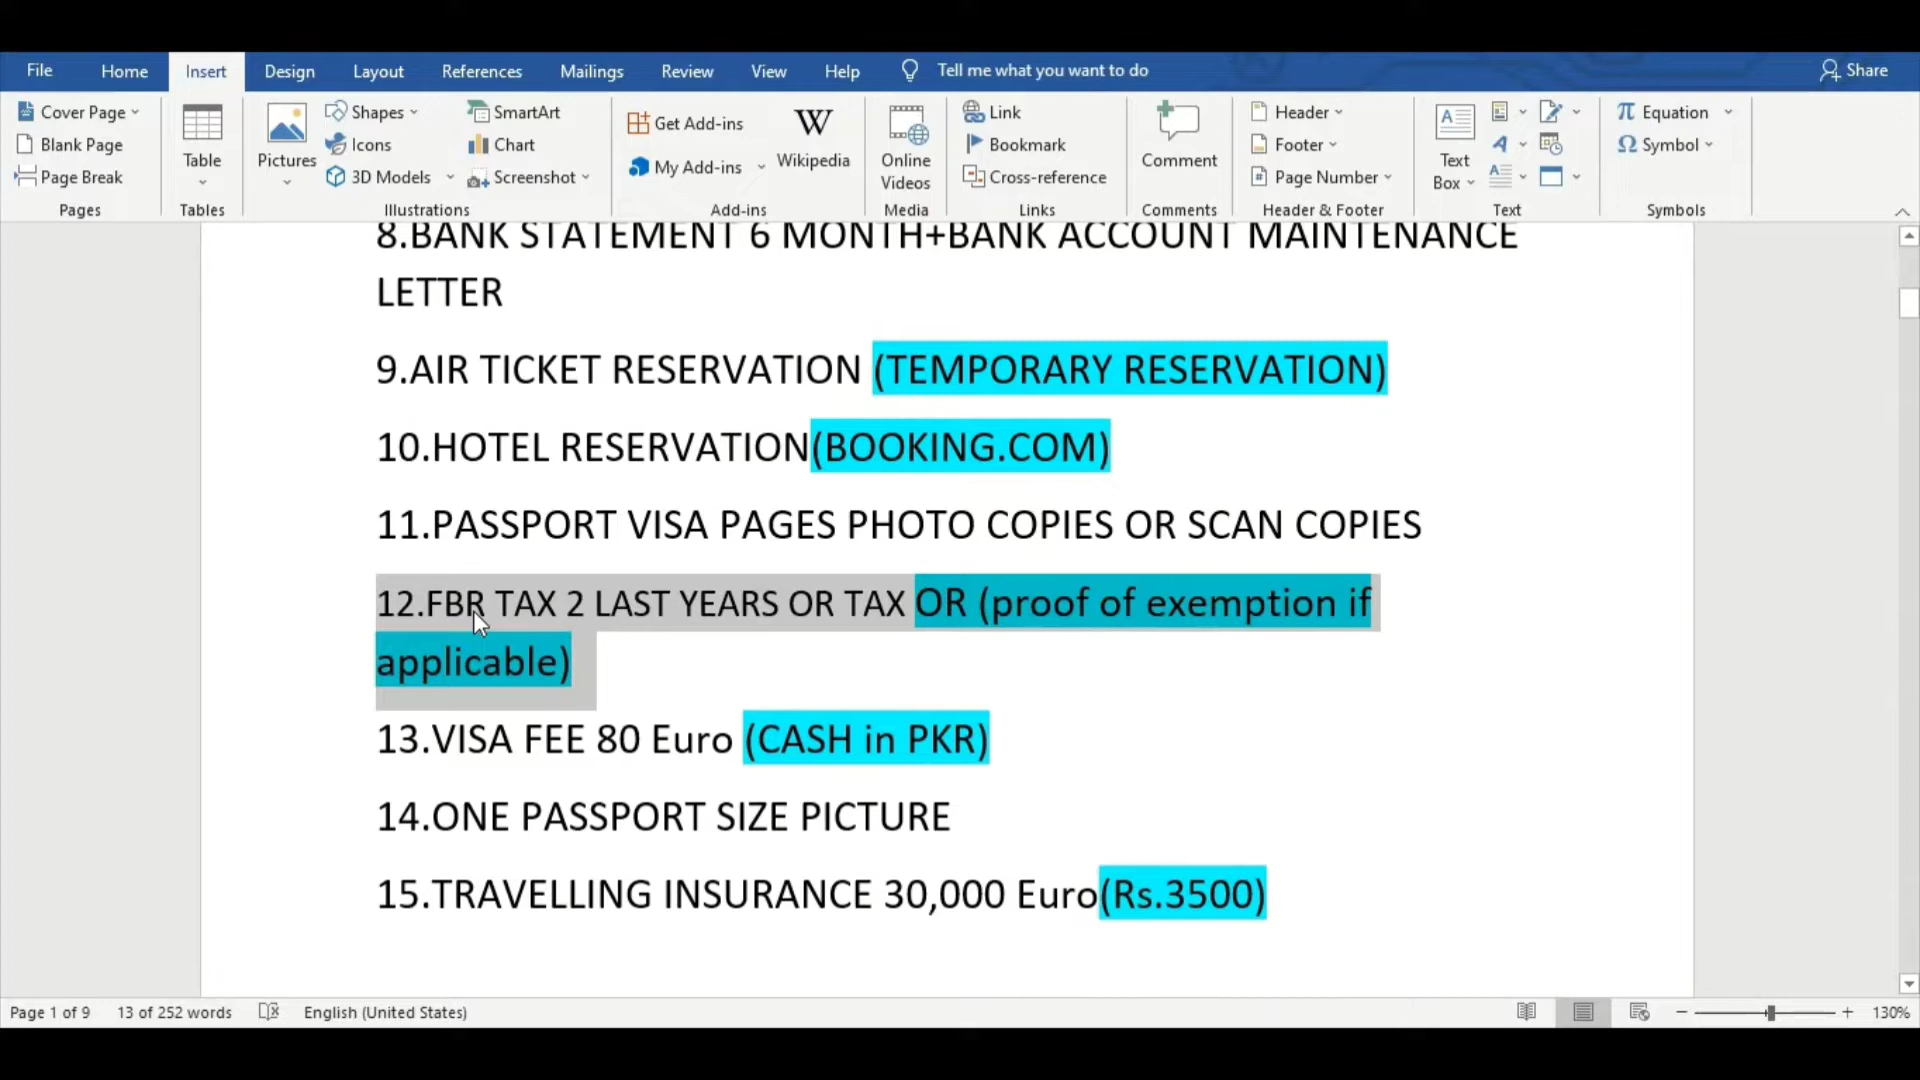 File Home Insert Design Layout References Mailings Review View Help Tell me what you want to do Share
Cover Page Shapes SmartArt Get Add-ins Link Header Equation
Blank Page Icons Chart Bookmark Footer Symbol
Table Pictures Wikipedia Online Videos Comment Text Box
Page Break 3D Models Screenshot My Add-ins Cross-reference Page Number
Pages Tables Illustrations Add-ins Media Links Comments Header & Footer Text Symbols
8.BANK STATEMENT 6 MONTH+BANK ACCOUNT MAINTENANCE
LETTER
9.AIR TICKET RESERVATION (TEMPORARY RESERVATION)
10.HOTEL RESERVATION(BOOKING.COM)
11.PASSPORT VISA PAGES PHOTO COPIES OR SCAN COPIES
12.FBR TAX 2 LAST YEARS OR TAX OR (proof of exemption if
applicable)
13.VISA FEE 80 Euro (CASH in PKR)
14.ONE PASSPORT SIZE PICTURE
15.TRAVELLING INSURANCE 30,000 Euro(Rs.3500)
Page 1 of 9 13 of 252 words English (United States) 130%